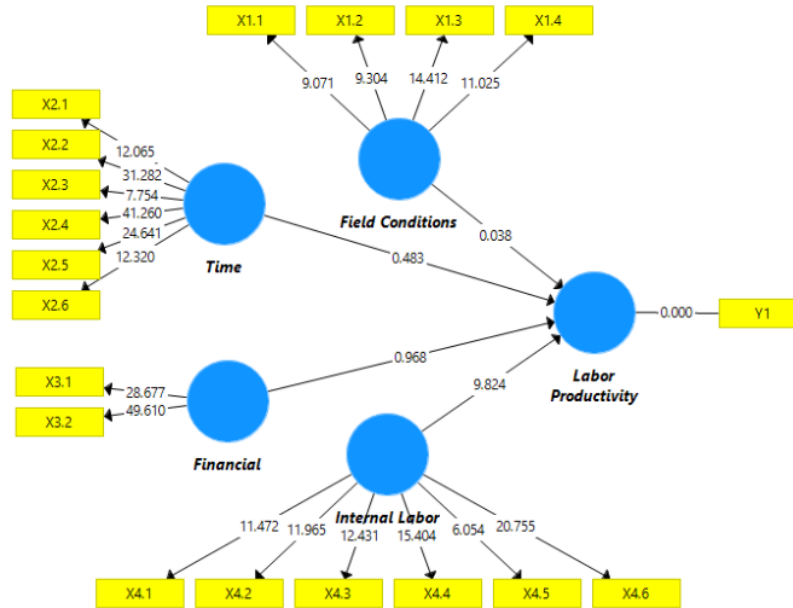 X1.1
X1.2
X1.3
X1.4
9.071
9.304
14.412
11.025
Field Conditions
0.038
X2.1
X2.2
X2.3
X2.4
X2.5
X2.6
12.065
31.282
7.754
41.260
24.641
12.320
Time
0.483
X3.1
X3.2
28.677
49.610
Financial
0.968
9.824
0.000
Y1
Labor
Productivity
Internal Labor
11.472
11.965
12.431
15.404
6.054
20.755
X4.1
X4.2
X4.3
X4.4
X4.5
X4.6